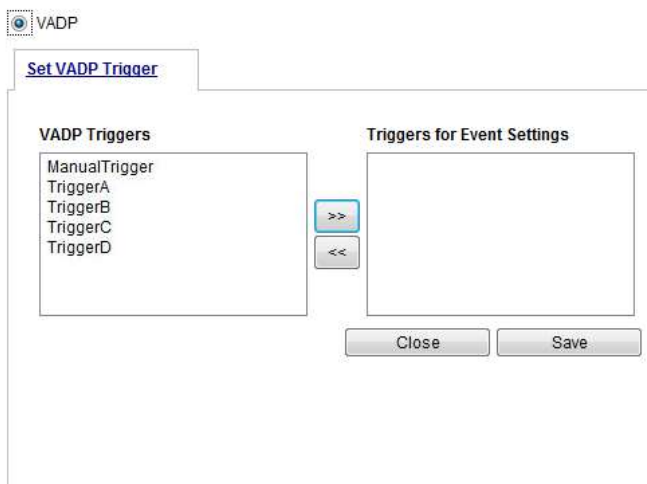 VADP
Set VADP Trigger
VADP Triggers
Triggers for Event Settings
ManualTrigger
TriggerA
TriggerB
TriggerC
TriggerD
>>
<<
Close
Save